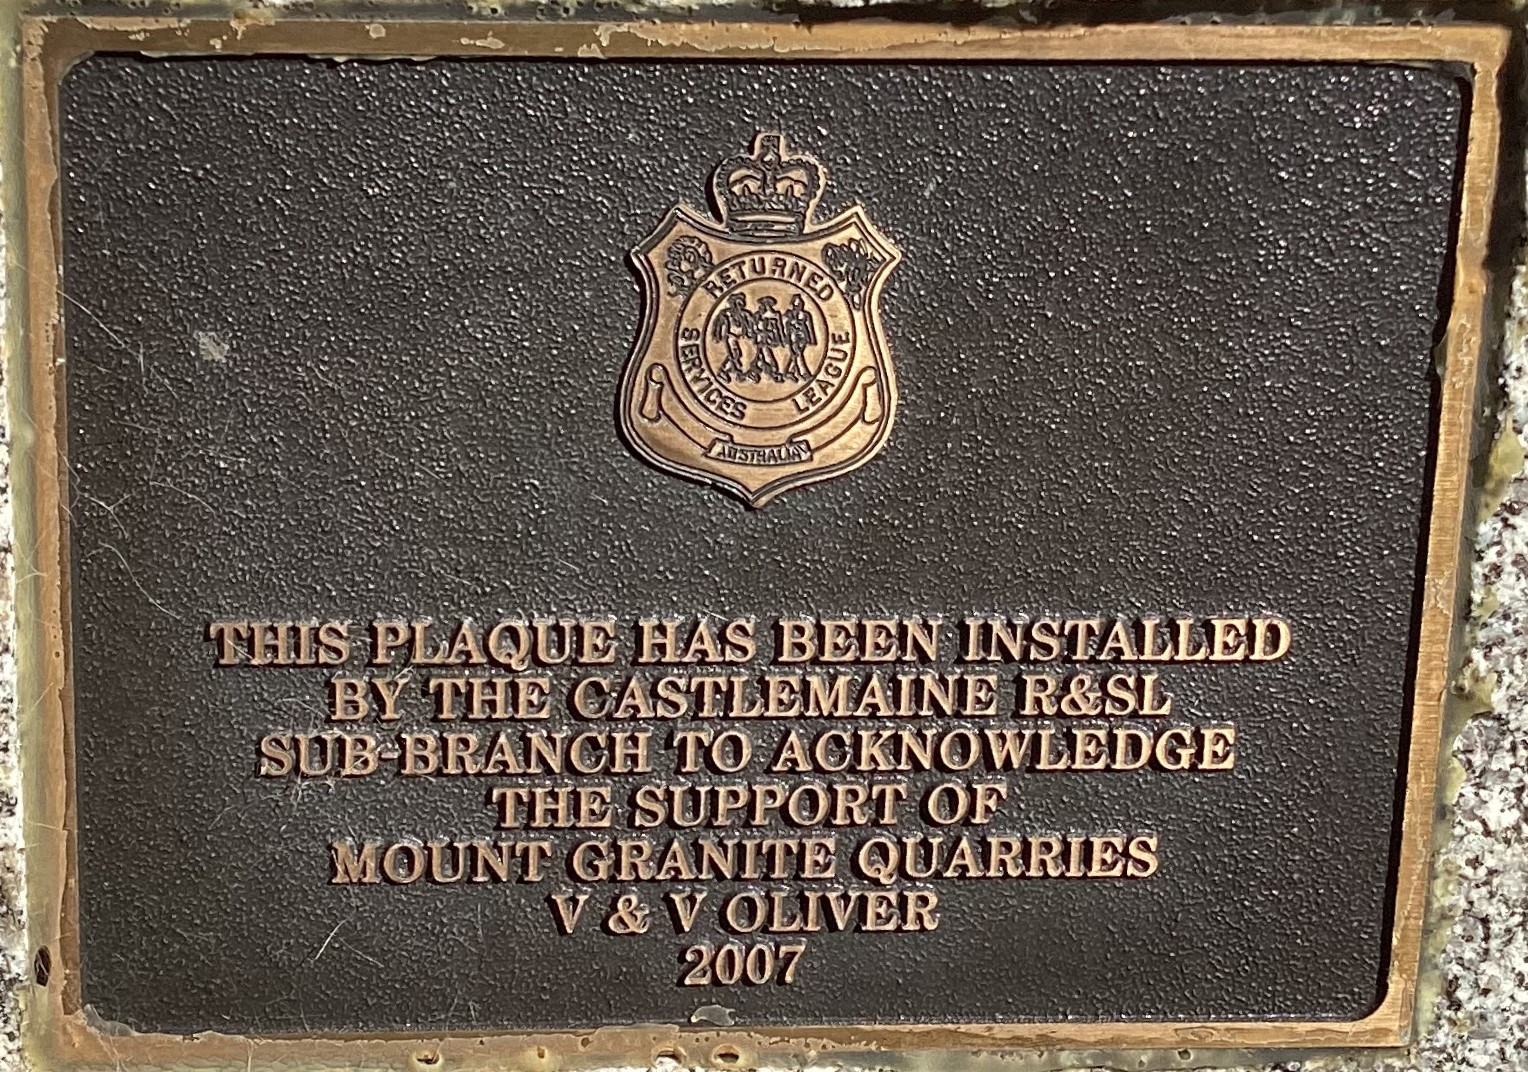 RETURNED
SERVICES LEAGUE
AUSTRALIA
THIS PLAQUE HAS BEEN INSTALLED
BY THE CASTLEMAINE R&SL
SUB-BRANCH TO ACKNOWLEDGE
THE SUPPORT OF
MOUNT GRANITE QUARRIES
V & V OLIVER
2007